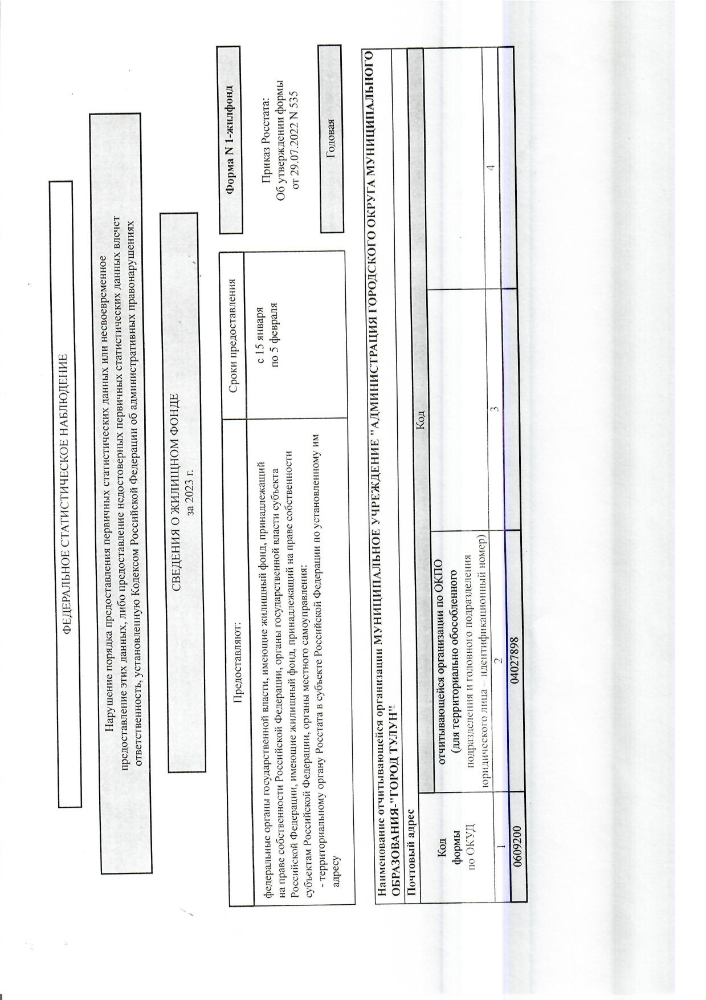 ФЕДЕРАЛЬНОЕ СТАТИСТИЧЕСКОЕ НАБЛЮДЕНИЕ
Нарушение порядка предоставления первичных статистических данных или несвоевременное
предоставление этих данных, либо предоставление недостоверных первичных статистических данных влечет
ответственность, установленную Кодексом Российской Федерации об административных правонарушениях
СВЕДЕНИЯ О ЖИЛИЩНОМ ФОНДЕ
за 2023 г.
Предоставляют:
Сроки предоставления
федеральные органы государственной власти, имеющие жилищный фонд, принадлежащий
на праве собственности Российской Федерации, органы государственной власти субъекта
Российской Федерации, имеющие жилищный фонд, принадлежащий на праве собственности
субъектам Российской Федерации, органы местного самоуправления:
- территориальному органу Росстата в субъекте Российской Федерации по установленному им
адресу
с 15 января
по 5 февраля
Форма N 1-жилфонд
Приказ Росстата:
Об утверждении формы
от 29.07.2022 N 535
Годовая
Наименование отчитывающейся организации МУНИЦИПАЛЬНОЕ УЧРЕЖДЕНИЕ "АДМИНИСТРАЦИЯ ГОРОДСКОГО ОКРУГА МУНИЦИПАЛЬНОГО
ОБРАЗОВАНИЯ-"ГОРОД ТУЛУН"
Почтовый адрес
Код
формы
по ОКУД
Код
отчитывающейся организации по ОКПО
(для территориально обособленного
подразделения и головного подразделения
юридического лица – идентификационный номер)
1
2
3
4
0609200
04027898